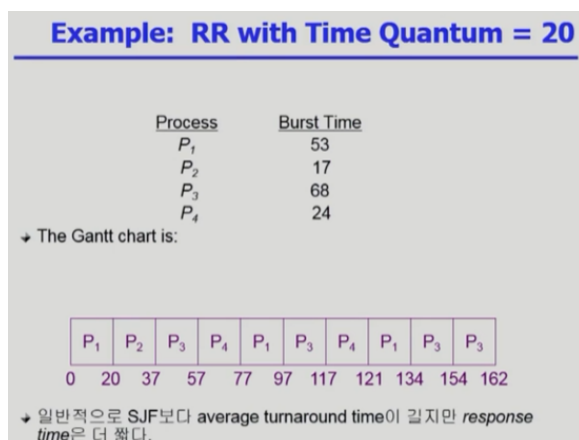 Example: RR with Time Quantum = 20
Process Burst Time
P₁ 53
P₂ 17
P₃ 68
P₄ 24
The Gantt chart is:
P₁ P₂ P₃ P₄ P₁ P₃ P₄ P₁ P₃ P₃
0 20 37 57 77 97 117 121 134 154 162
일반적으로 SJF보다 average turnaround time이 길지만 response
time은 더 짧다.